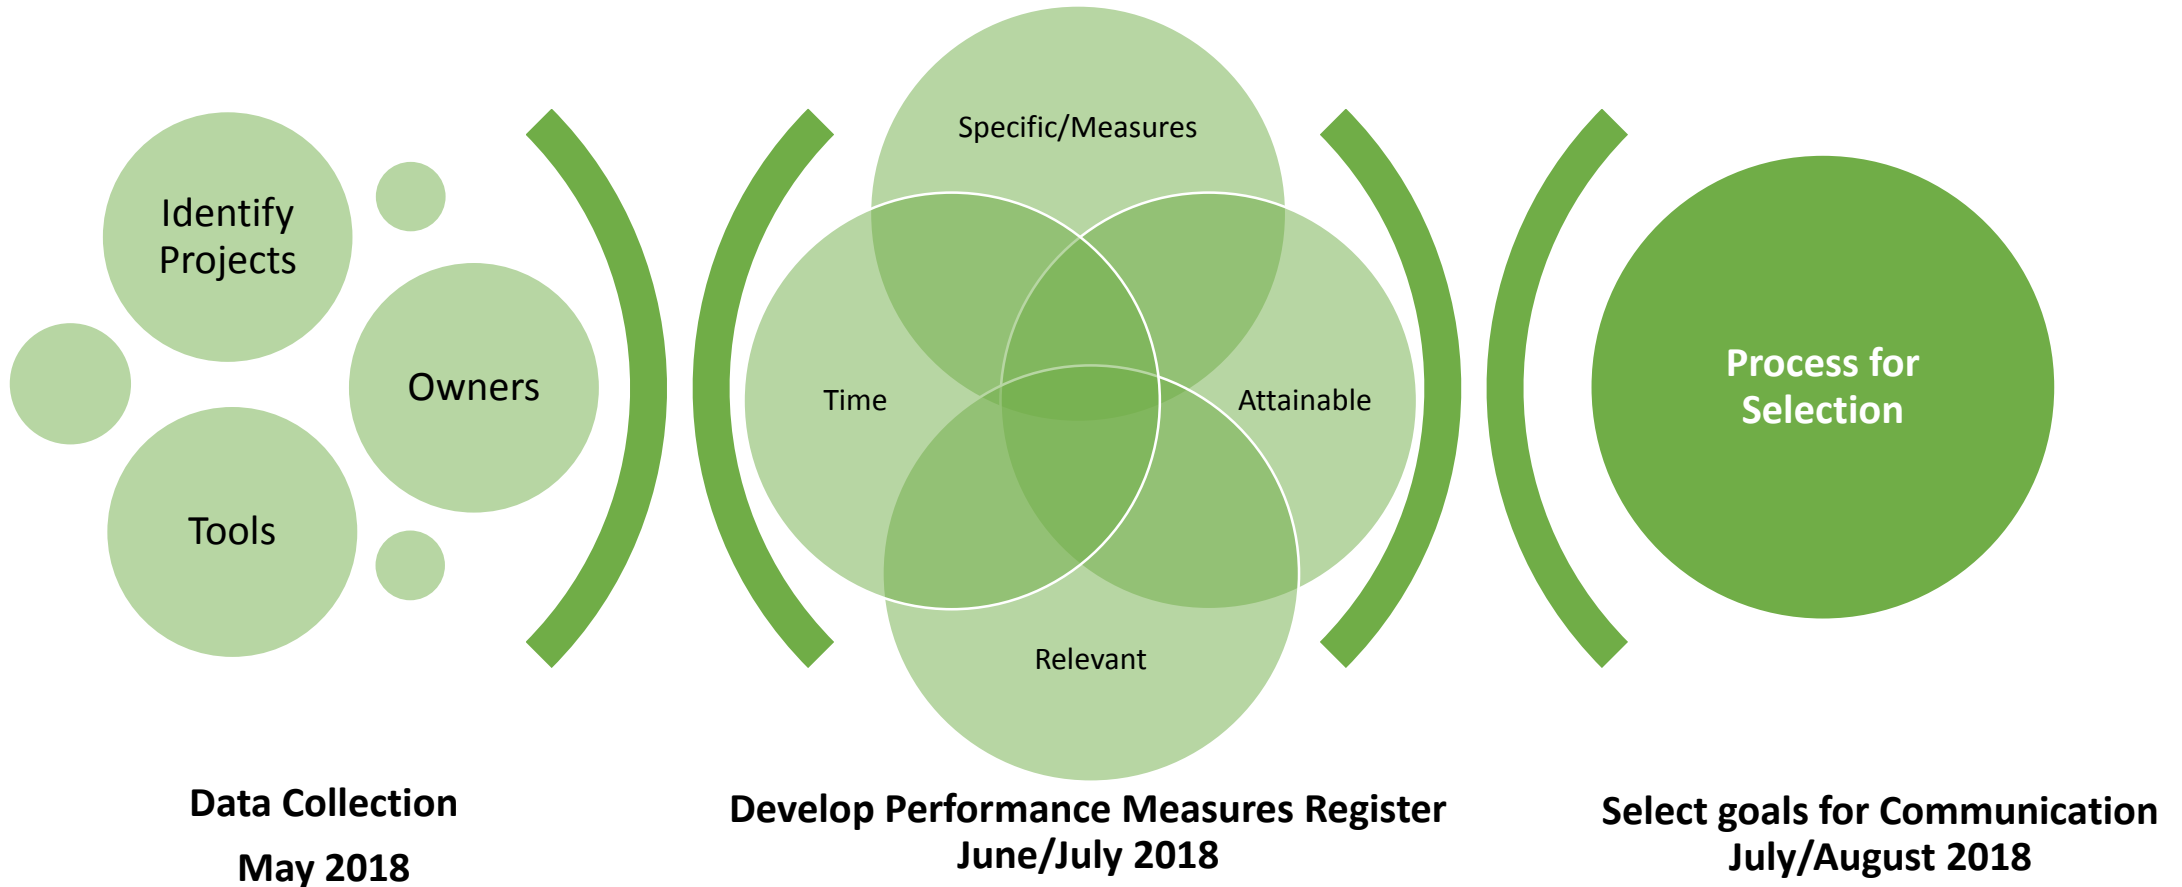 Identify
Projects
Owners
Tools
Data Collection
May 2018
Specific/Measures
Time
Attainable
Relevant
Develop Performance Measures Register
June/July 2018
Process for
Selection
Select goals for Communication
July/August 2018